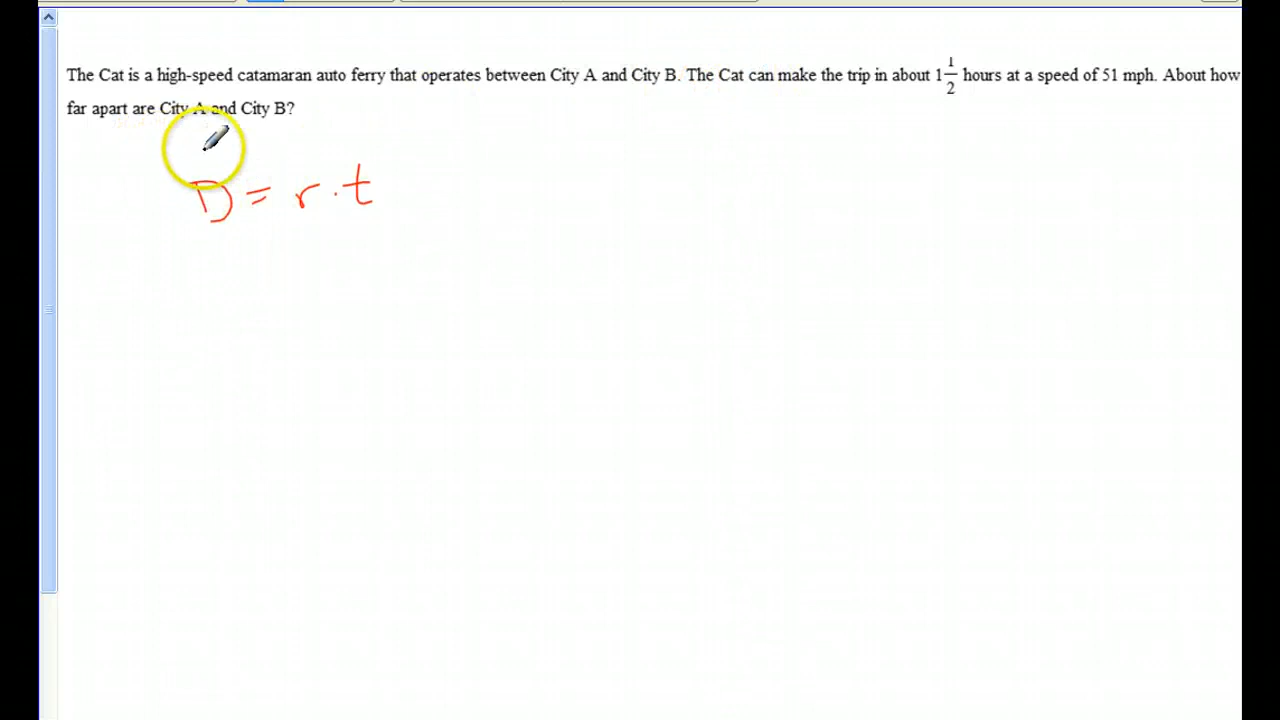 The Cat is a high-speed catamaran auto ferry that operates between City A and City B. The Cat can make the trip in about 1 1/2 hours at a speed of 51 mph. About how
far apart are City A and City B?
D = r · t